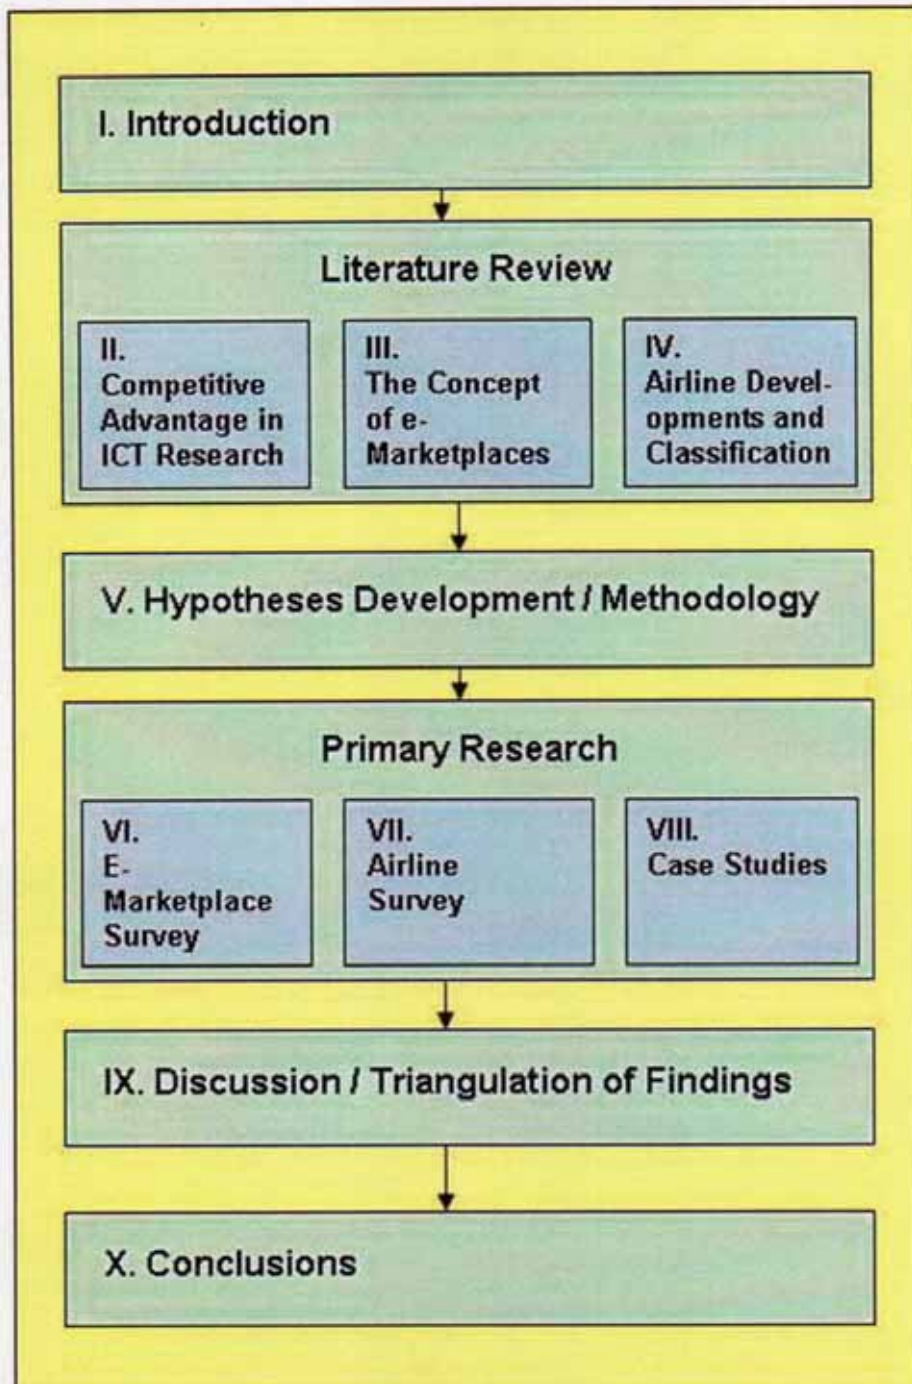 I. Introduction
Literature Review
II.
Competitive
Advantage in
ICT Research
III.
The Concept
of e-
Marketplaces
IV.
Airline Devel-
opments and
Classification
V. Hypotheses Development / Methodology
Primary Research
VI.
E-
Marketplace
Survey
VII.
Airline
Survey
VIII.
Case Studies
IX. Discussion / Triangulation of Findings
X. Conclusions